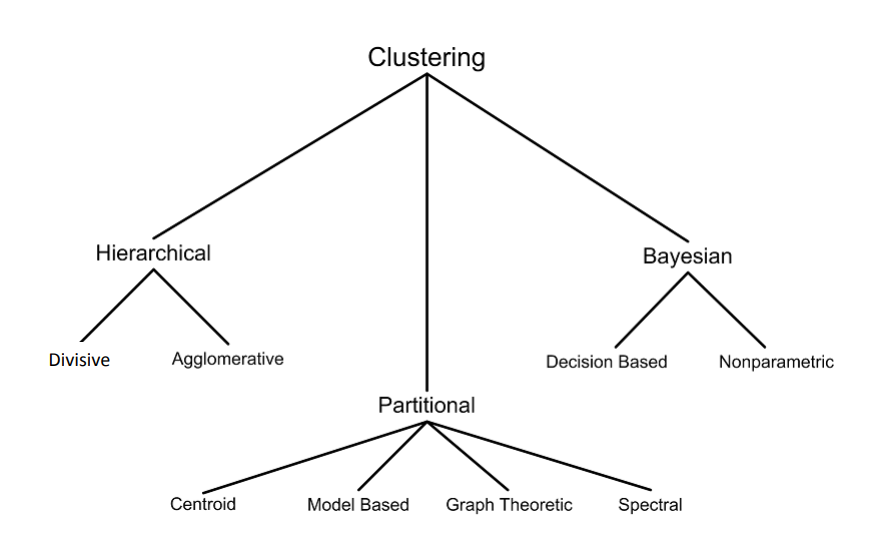 Clustering
Hierarchical
Bayesian
Divisive
Agglomerative
Decision Based
Nonparametric
Partitional
Centroid
Model Based
Graph Theoretic
Spectral